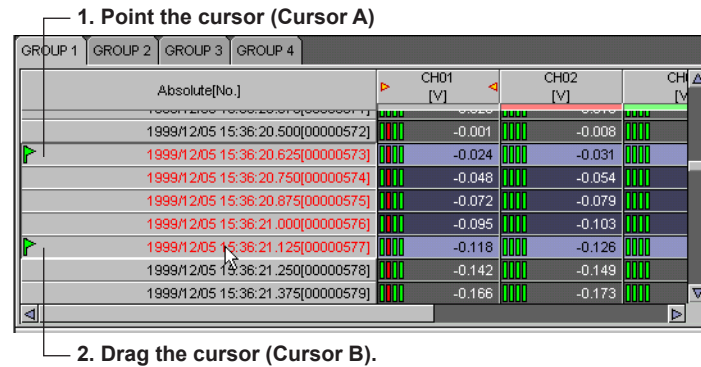 1. Point the cursor (Cursor A)
GROUP 1 GROUP 2 GROUP 3 GROUP 4
Absolute[No.] CH01 CH02
[V] [V]
1999/12/05 15:36:20.500[00000572] -0.001 -0.008
1999/12/05 15:36:20.625[00000573] -0.024 -0.031
1999/12/05 15:36:20.750[00000574] -0.048 -0.054
1999/12/05 15:36:20.875[00000575] -0.072 -0.079
1999/12/05 15:36:21.000[00000576] -0.095 -0.103
1999/12/05 15:36:21.125[00000577] -0.118 -0.126
1999/12/05 15:36:21.250[00000578] -0.142 -0.149
1999/12/05 15:36:21.375[00000579] -0.166 -0.173
2. Drag the cursor (Cursor B).